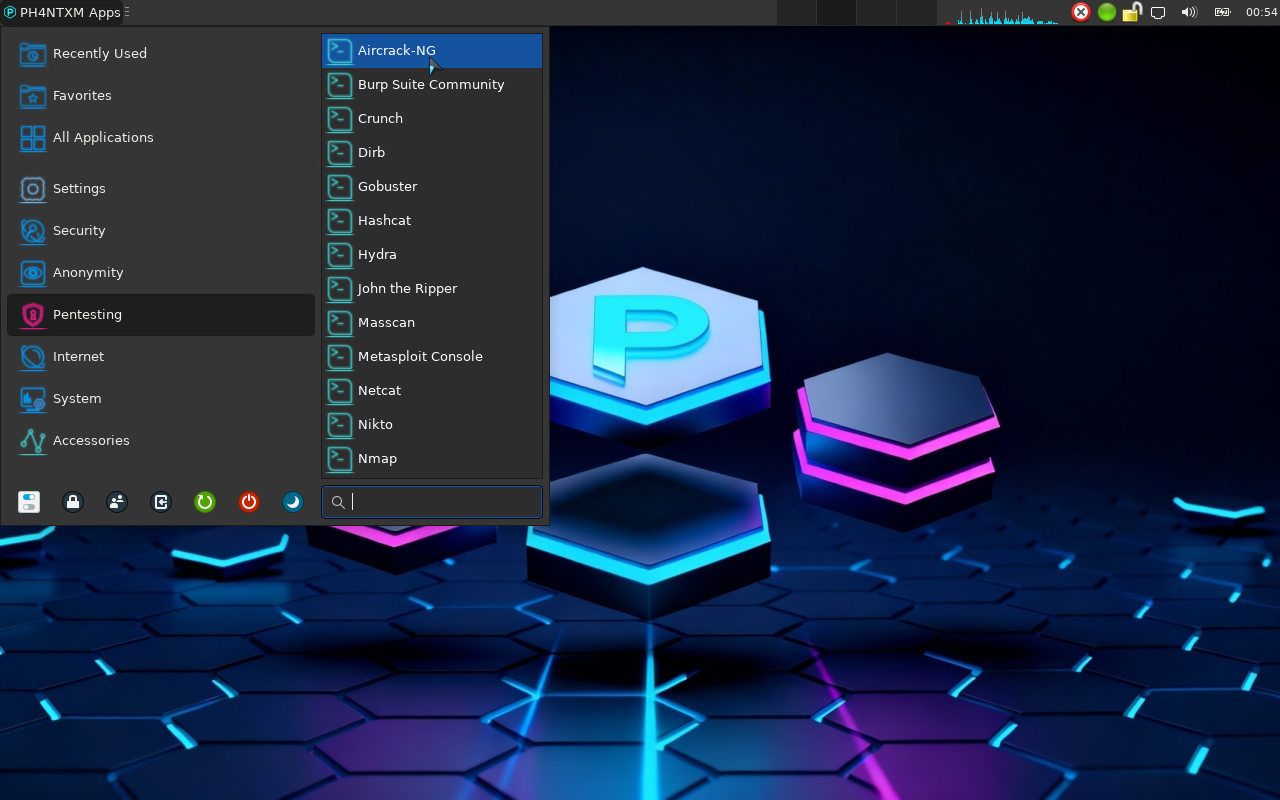 PH4NTXM Apps
00:54
Recently Used
Favorites
All Applications
Settings
Security
Anonymity
Pentesting
Internet
System
Accessories
Aircrack-NG
Burp Suite Community
Crunch
Dirb
Gobuster
Hashcat
Hydra
John the Ripper
Masscan
Metasploit Console
Netcat
Nikto
Nmap
P